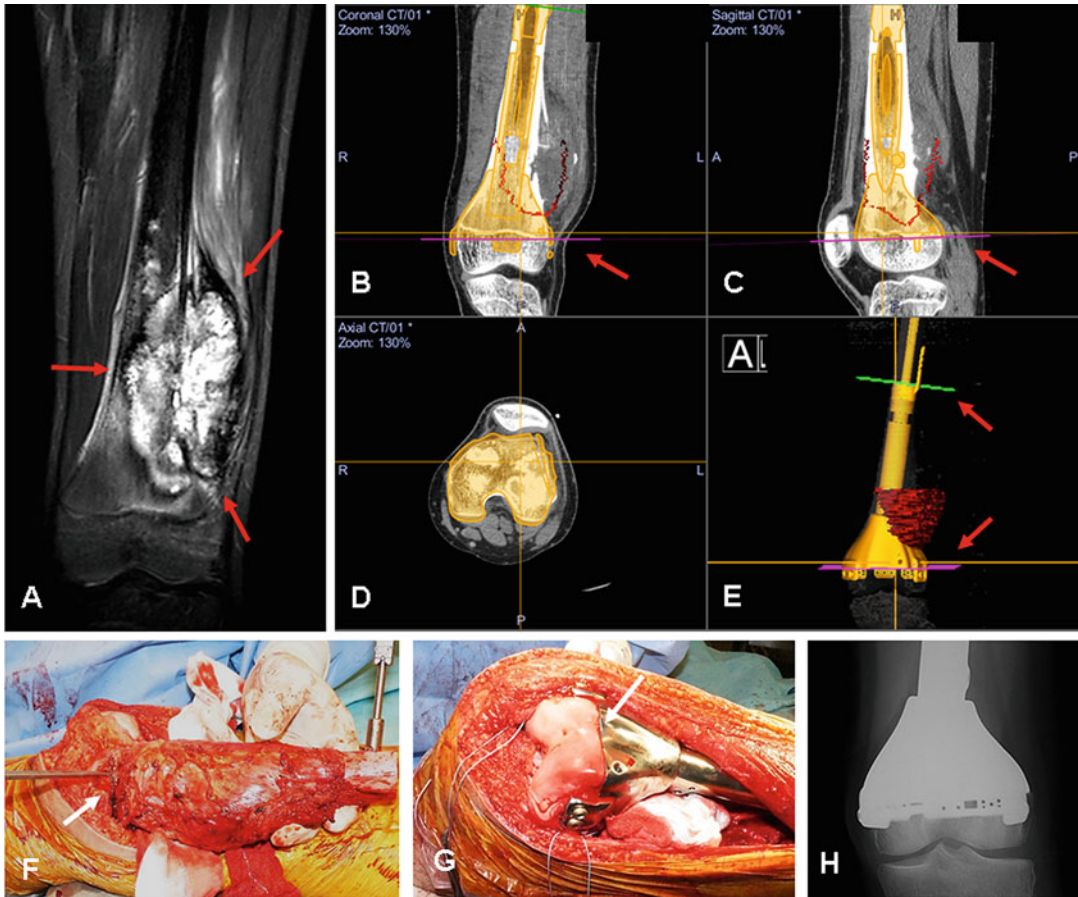 A
Coronal CT/01 *
Zoom: 130%
H
R
L
B
Sagittal CT/01 *
Zoom: 130%
H
A
P
C
Axial CT/01 *
Zoom: 130%
A
R
L
P
D
A
E
F
G
H